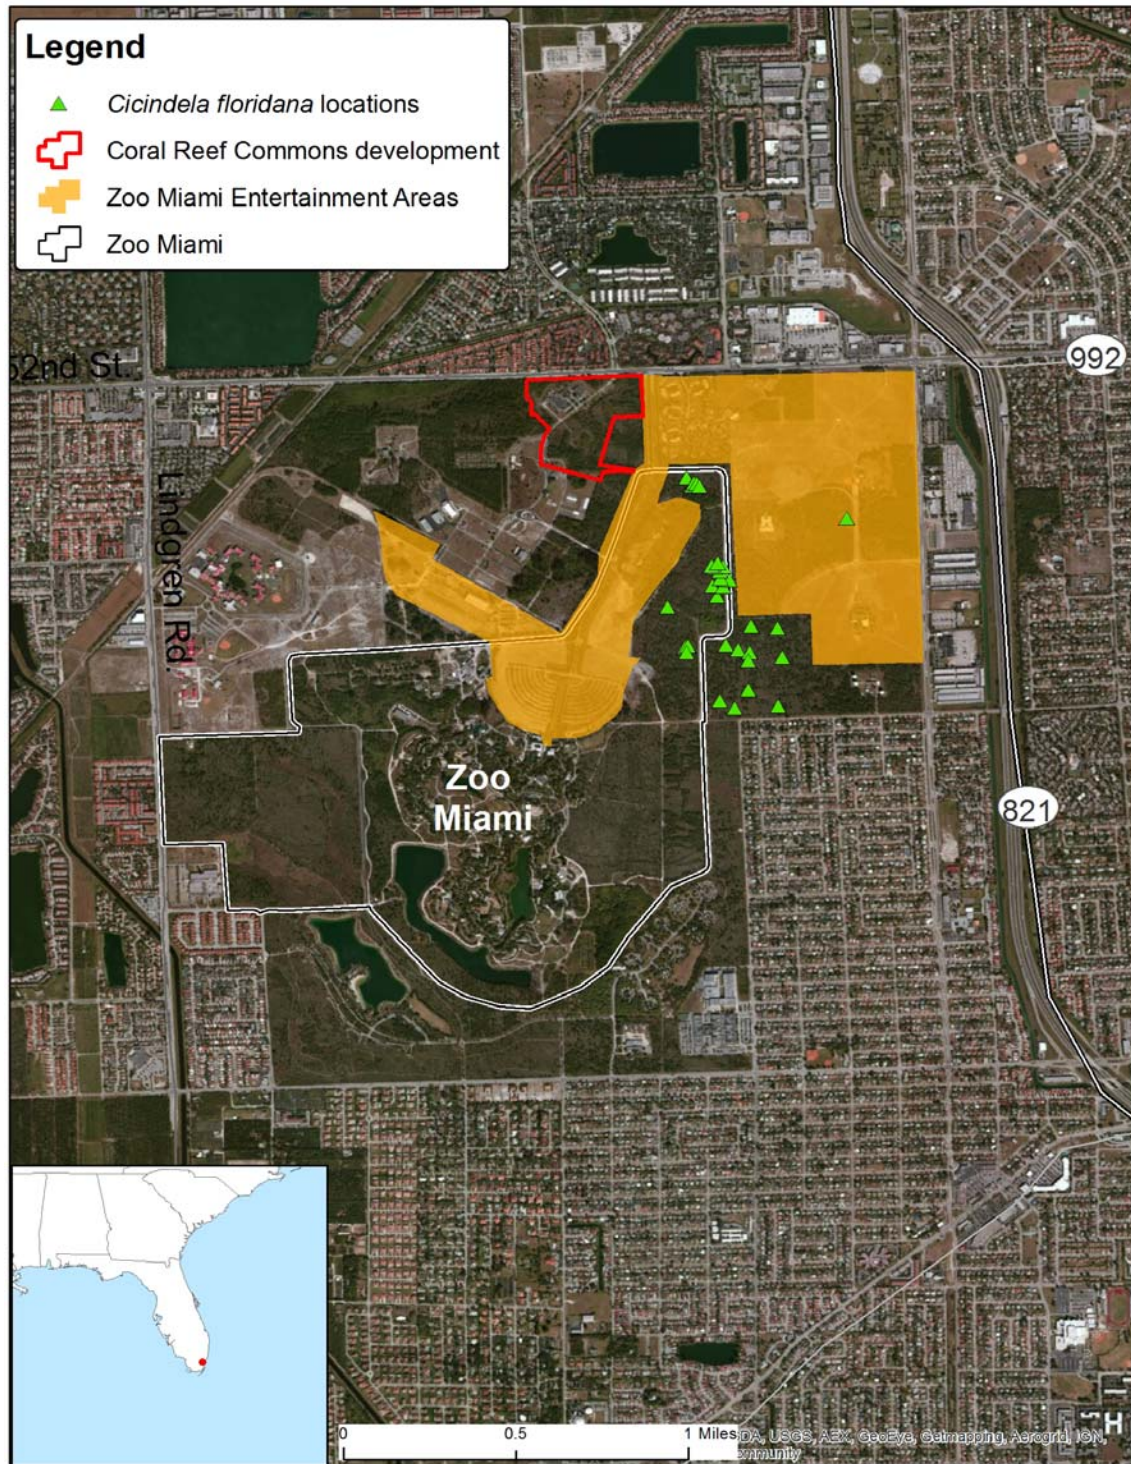 Legend
Cicindela floridana locations
Coral Reef Commons development
Zoo Miami Entertainment Areas
Zoo Miami
52nd St.
992
Lindgren Rd.
Zoo
Miami
821
0 0.5 1 Miles
DA, USGS, AEX, GeoEye, Getmapping, Aerogrid, IGN,